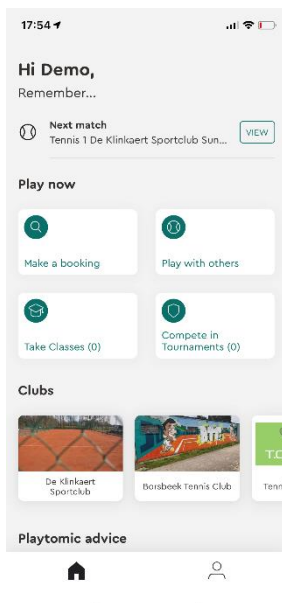 17:54
Hi Demo,
Remember...
Next match
Tennis 1 De Klinkaert Sportclub Sun...
VIEW
Play now
Make a booking
Play with others
Take Classes (0)
Compete in
Tournaments (0)
Clubs
T.C
De Klinkaert
Sportclub
Borsbeek Tennis Club
Tenn
Playtomic advice